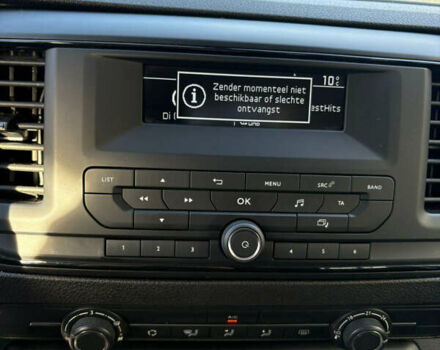 10°C
Zender momenteel niet
beschikbaar of slechte
ontvangst
estHits
LIST
MENU
SRC
BAND
OK
TA
1
2
3
4
5
6